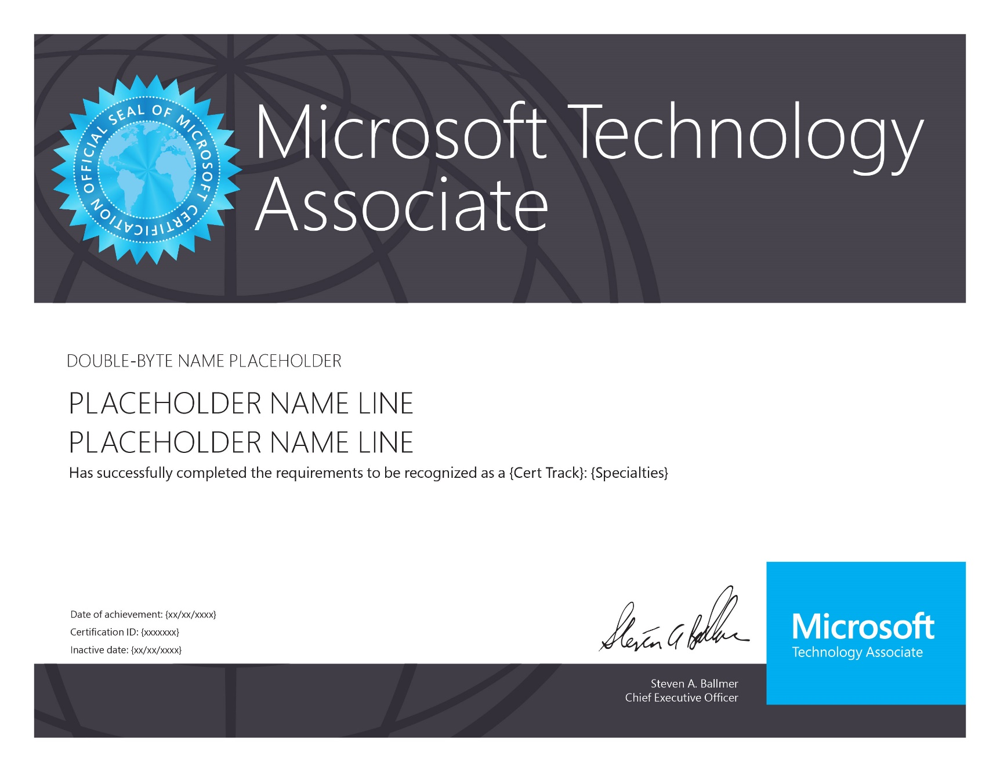 OFFICIAL SEAL OF MICROSOFT CERTIFICATION
Microsoft Technology
Associate
DOUBLE-BYTE NAME PLACEHOLDER
PLACEHOLDER NAME LINE
PLACEHOLDER NAME LINE
Has successfully completed the requirements to be recognized as a {Cert Track}: {Specialties}
Date of achievement: {xx/xx/xxxx}
Certification ID: {xxxxxxx}
Inactive date: {xx/xx/xxxx}
Steven A Ballmer
Steven A. Ballmer
Chief Executive Officer
Microsoft
Technology Associate